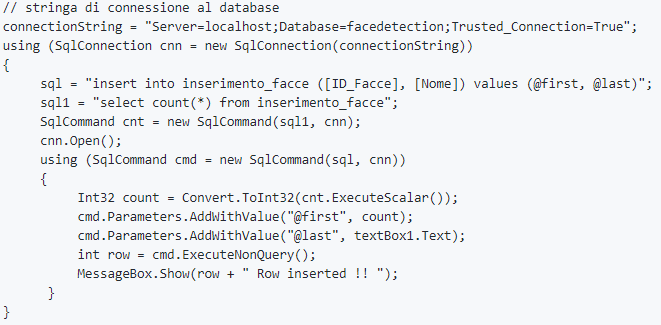 // stringa di connessione al database
connectionString = "Server=localhost;Database=facedetection;Trusted_Connection=True";
using (SqlConnection cnn = new SqlConnection(connectionString))
{
     sql = "insert into inserimento_facce ([ID_Facce], [Nome]) values (@first, @last)";
     sql1 = "select count(*) from inserimento_facce";
     SqlCommand cnt = new SqlCommand(sql1, cnn);
     cnn.Open();
     using (SqlCommand cmd = new SqlCommand(sql, cnn))
     {
          Int32 count = Convert.ToInt32(cnt.ExecuteScalar());
          cmd.Parameters.AddWithValue("@first", count);
          cmd.Parameters.AddWithValue("@last", textBox1.Text);
          int row = cmd.ExecuteNonQuery();
          MessageBox.Show(row + " Row inserted !! ");
      }
}